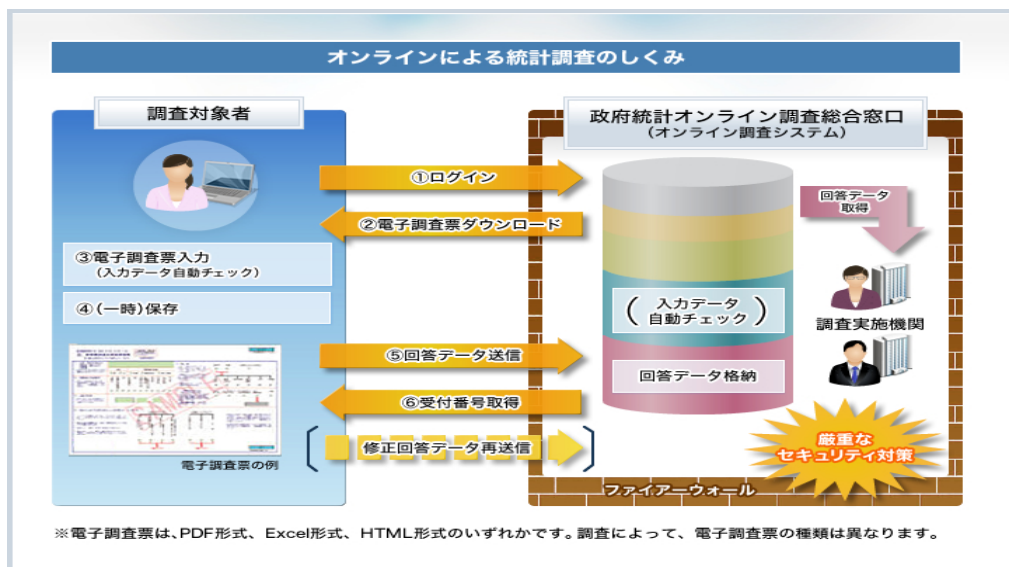 オンラインによる統計調査のしくみ
調査対象者
政府統計オンライン調査総合窓口
(オンライン調査システム)
①ログイン
②電子調査票ダウンロード
③電子調査票入力
(入力データ自動チェック)
④(一時)保存
⑤回答データ送信
⑥受付番号取得
修正回答データ再送信
SAMPLE
電子調査票の例
(入力データ
自動チェック)
回答データ格納
回答データ
取得
調査実施機関
厳重な
セキュリティ対策
ファイアーウォール
※電子調査票は、PDF形式、Excel形式、HTML形式のいずれかです。調査によって、電子調査票の種類は異なります。